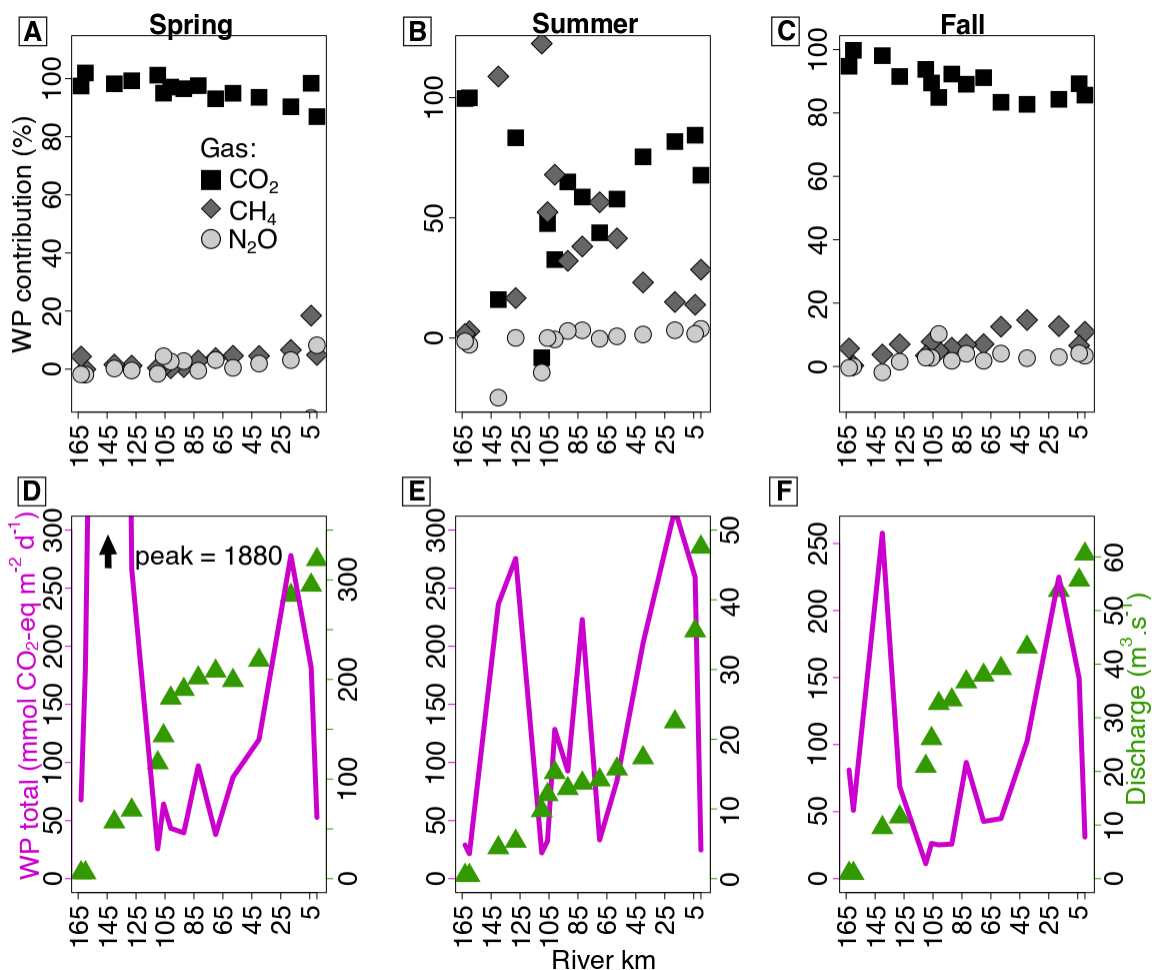 A Spring
B Summer
C Fall
WP contribution (%)
0 20 40 60 80 100
Gas:
CO₂
CH₄
N₂O
165 145 125 105 85 65 45 25 5
0 50 100
165 145 125 105 85 65 45 25 5
0 20 40 60 80 100
165 145 125 105 85 65 45 25 5
D
E
F
WP total (mmol CO₂-eq m⁻² d⁻¹)
0 50 100 150 200 250 300
peak = 1880
0 100 200 300
165 145 125 105 85 65 45 25 5
0 50 100 150 200 250 300
0 10 20 30 40 50
165 145 125 105 85 65 45 25 5
0 50 100 150 200 250
0 10 20 30 40 50 60
Discharge (m³.s⁻¹)
165 145 125 105 85 65 45 25 5
River km